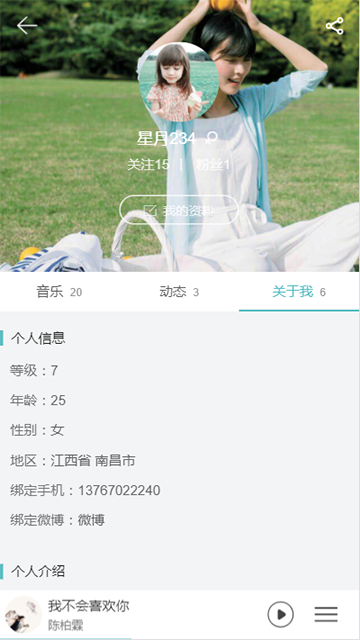 星月234
关注15 | 粉丝1
我的资料
音乐 20 动态 3 关于我 6
个人信息
等级：7
年龄：25
性别：女
地区：江西省 南昌市
绑定手机：13767022240
绑定微博：微博
个人介绍
我不会喜欢你
陈柏霖